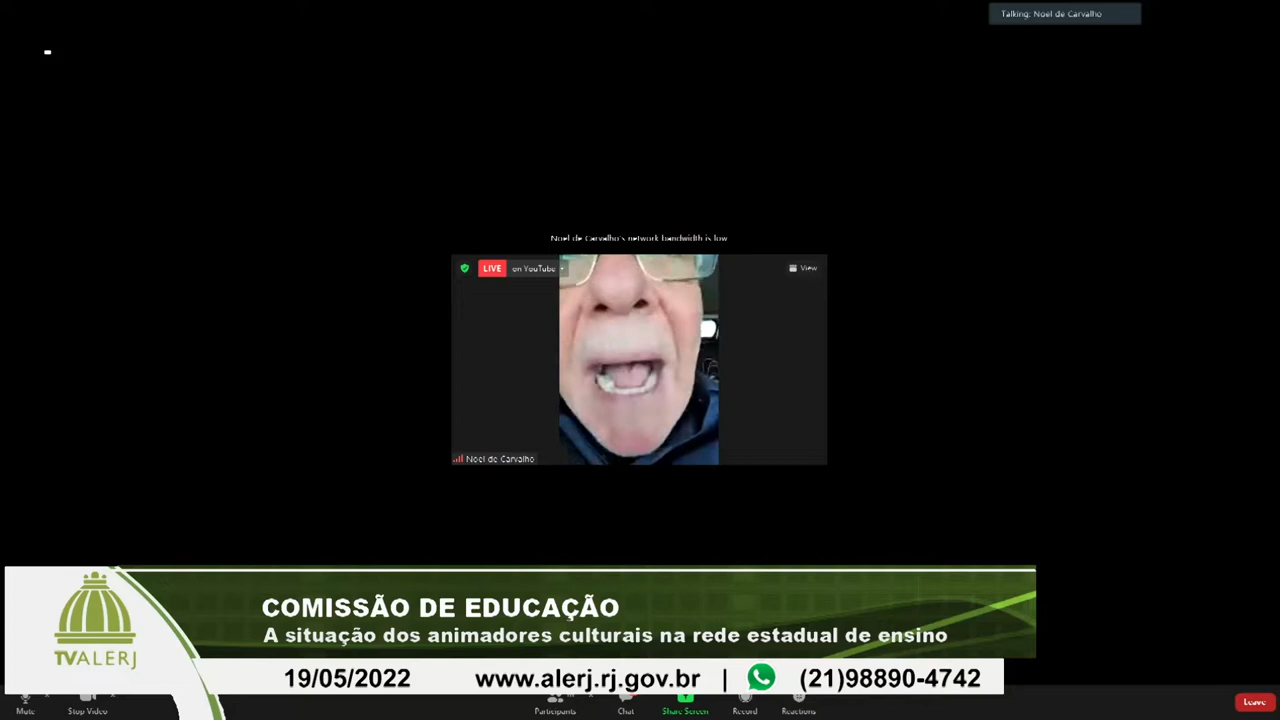 Talking: Noel de Carvalho
Noel de Carvalho's network bandwidth is low
LIVE on YouTube
View
Noel de Carvalho
COMISSÃO DE EDUCAÇÃO
A situação dos animadores culturais na rede estadual de ensino
TVALERJ
19/05/2022 www.alerj.rj.gov.br | (21)98890-4742
Mute Stop Video Participants Chat Share Screen Record Reactions Leave